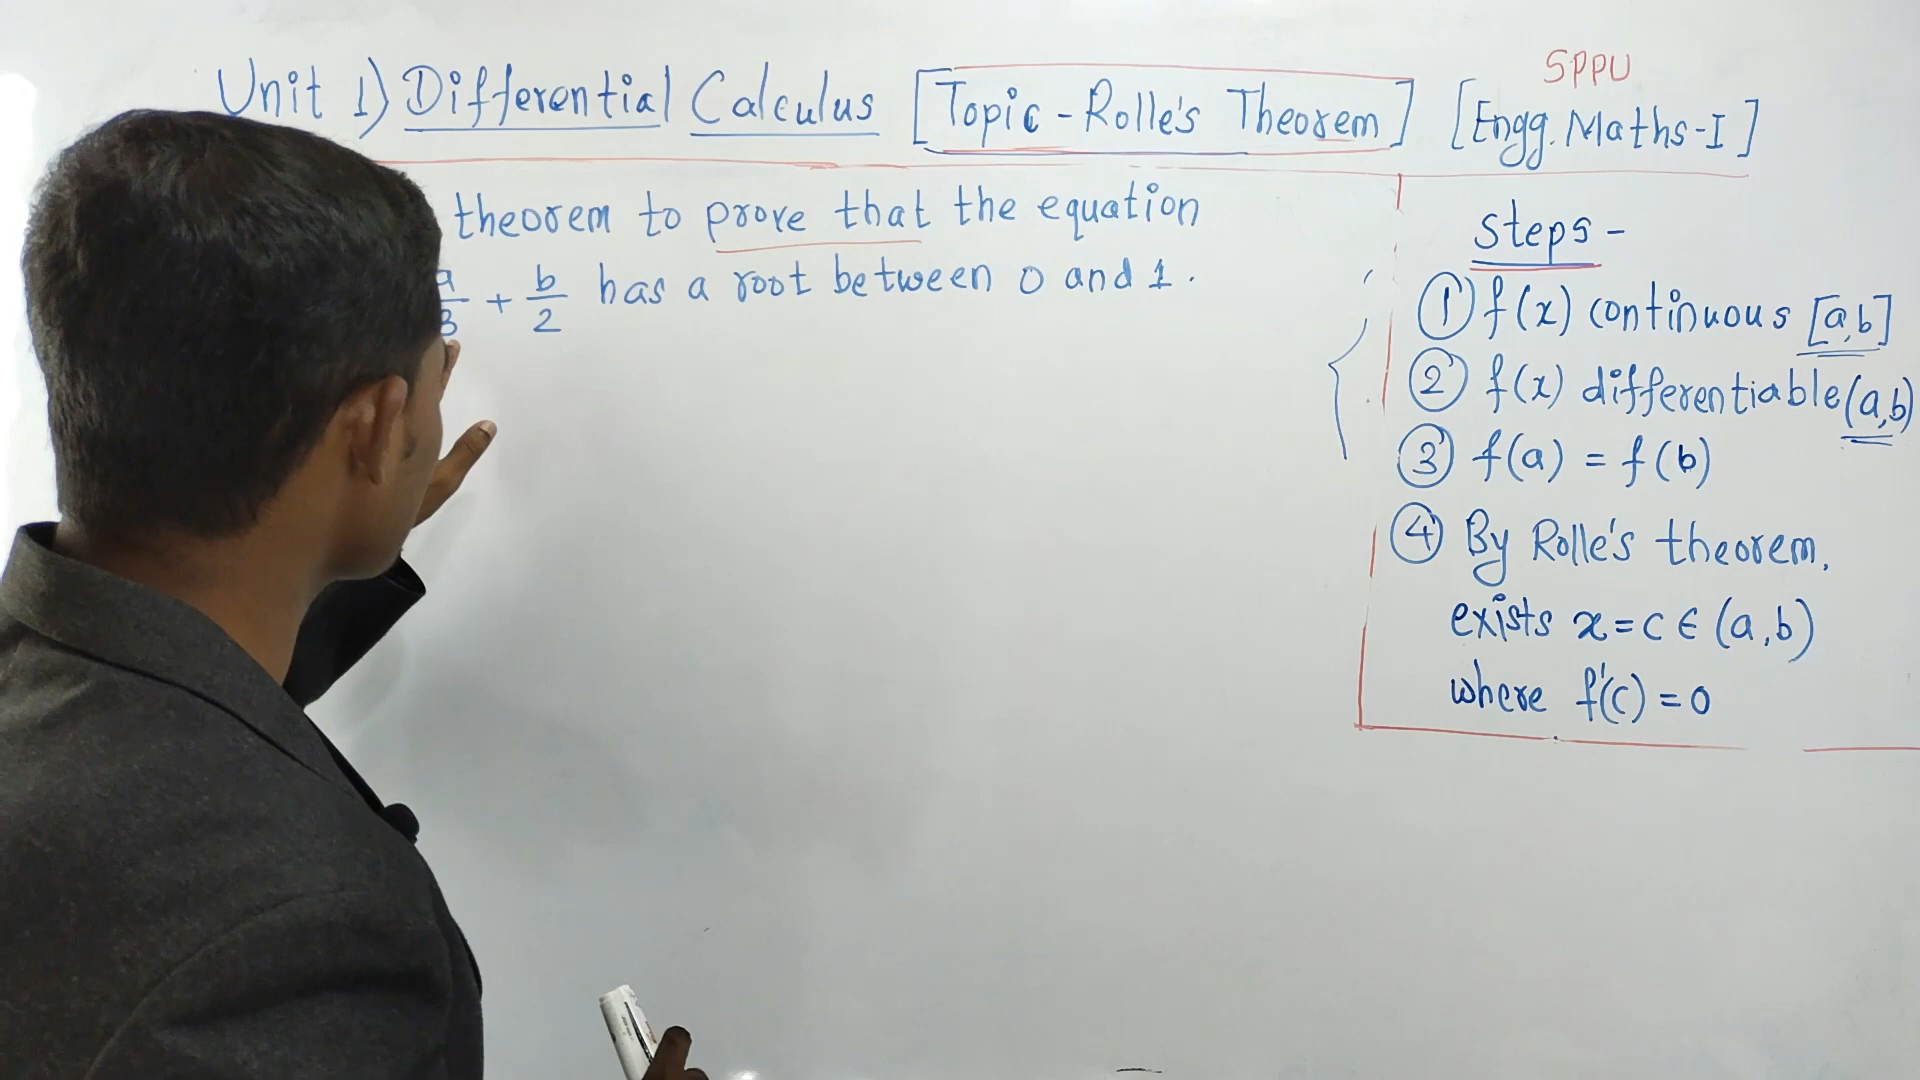 Unit 1) Differential Calculus [Topic - Rolle's Theorem] [Engg. Maths-I]
SPPU
theorem to prove that the equation
a/3 + b/2 has a root between 0 and 1.
Steps -
① f(x) continuous [a,b]
② f(x) differentiable (a,b)
③ f(a) = f(b)
④ By Rolle's theorem,
exists x = c ∈ (a,b)
where f'(c) = 0